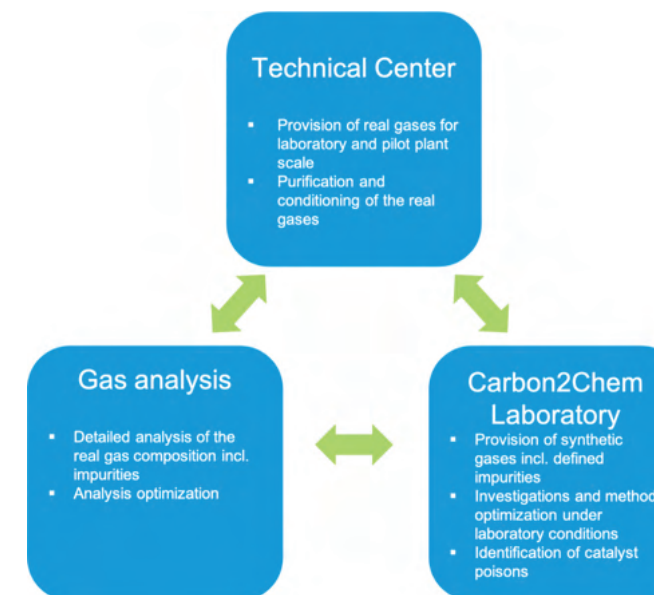 Technical Center
▪ Provision of real gases for
laboratory and pilot plant
scale
▪ Purification and
conditioning of the real
gases
Gas analysis
▪ Detailed analysis of the
real gas composition incl.
impurities
▪ Analysis optimization
Carbon2Chem
Laboratory
▪ Provision of synthetic
gases incl. defined
impurities
▪ Investigations and method
optimization under
laboratory conditions
▪ Identification of catalyst
poisons